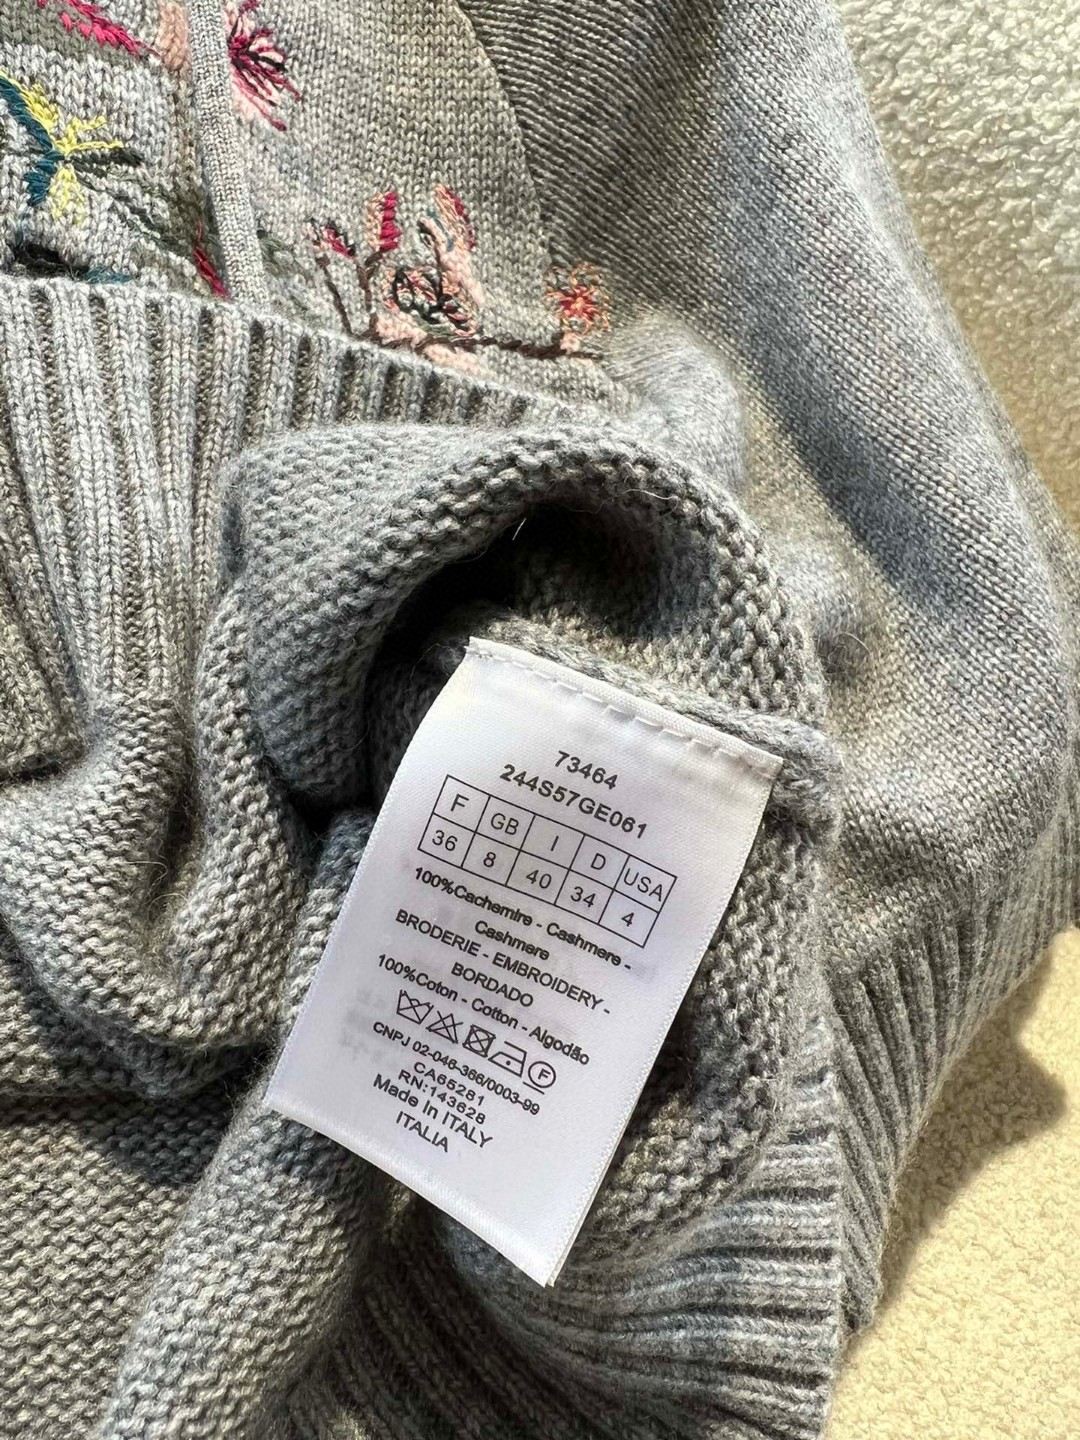 73464
244S57GE061
F GB I D USA
36 8 40 34 4
100%Cachemire - Cashmere -
Cashmere
BRODERIE - EMBROIDERY -
BORDADO
100%Coton - Cotton - Algodão
F
CNPJ 02-046-366/0003-99
CA65261
RN:143628
Made in ITALY
ITALIA